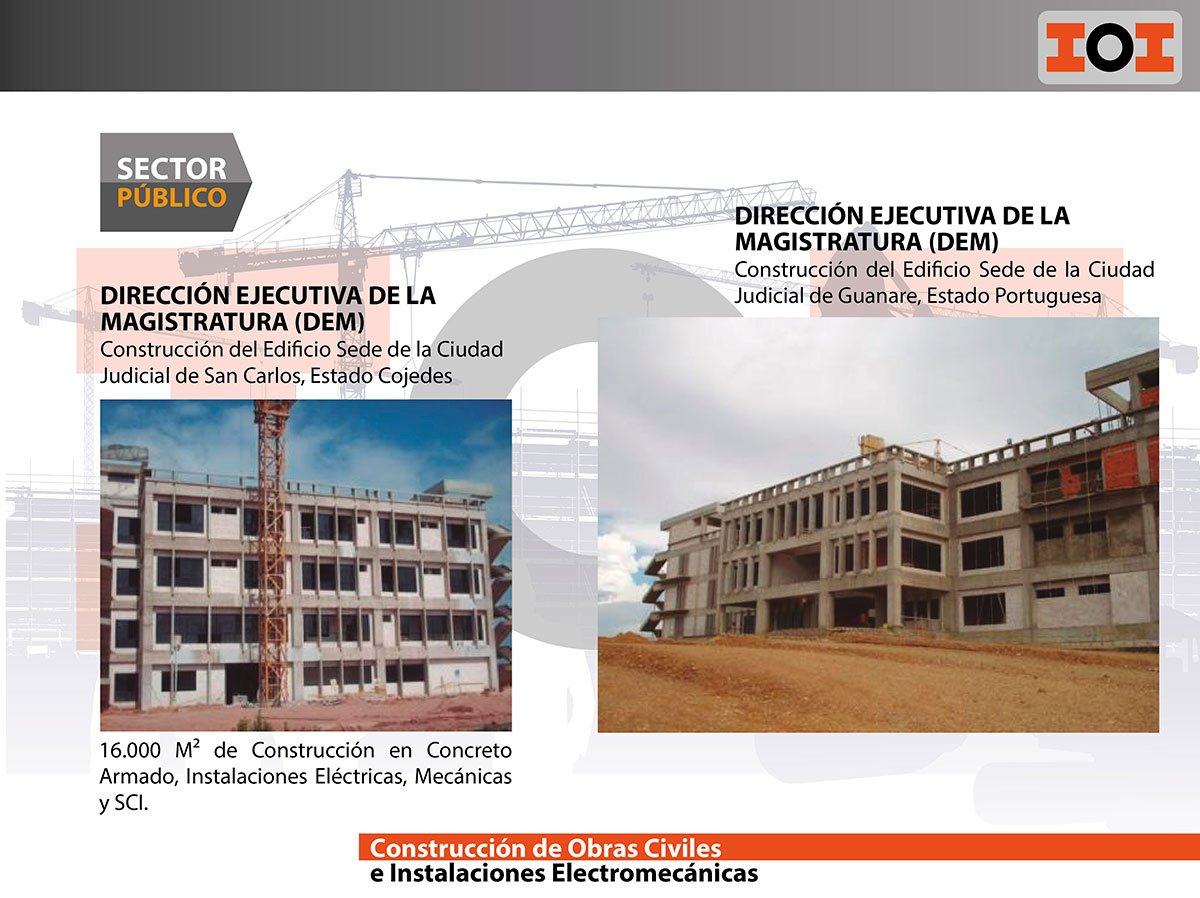 IOI
SECTOR
PÚBLICO
DIRECCIÓN EJECUTIVA DE LA
MAGISTRATURA (DEM)
Construcción del Edificio Sede de la Ciudad
Judicial de San Carlos, Estado Cojedes
16.000 M² de Construcción en Concreto
Armado, Instalaciones Eléctricas, Mecánicas
y SCI.
DIRECCIÓN EJECUTIVA DE LA
MAGISTRATURA (DEM)
Construcción del Edificio Sede de la Ciudad
Judicial de Guanare, Estado Portuguesa
Construcción de Obras Civiles
e Instalaciones Electromecánicas